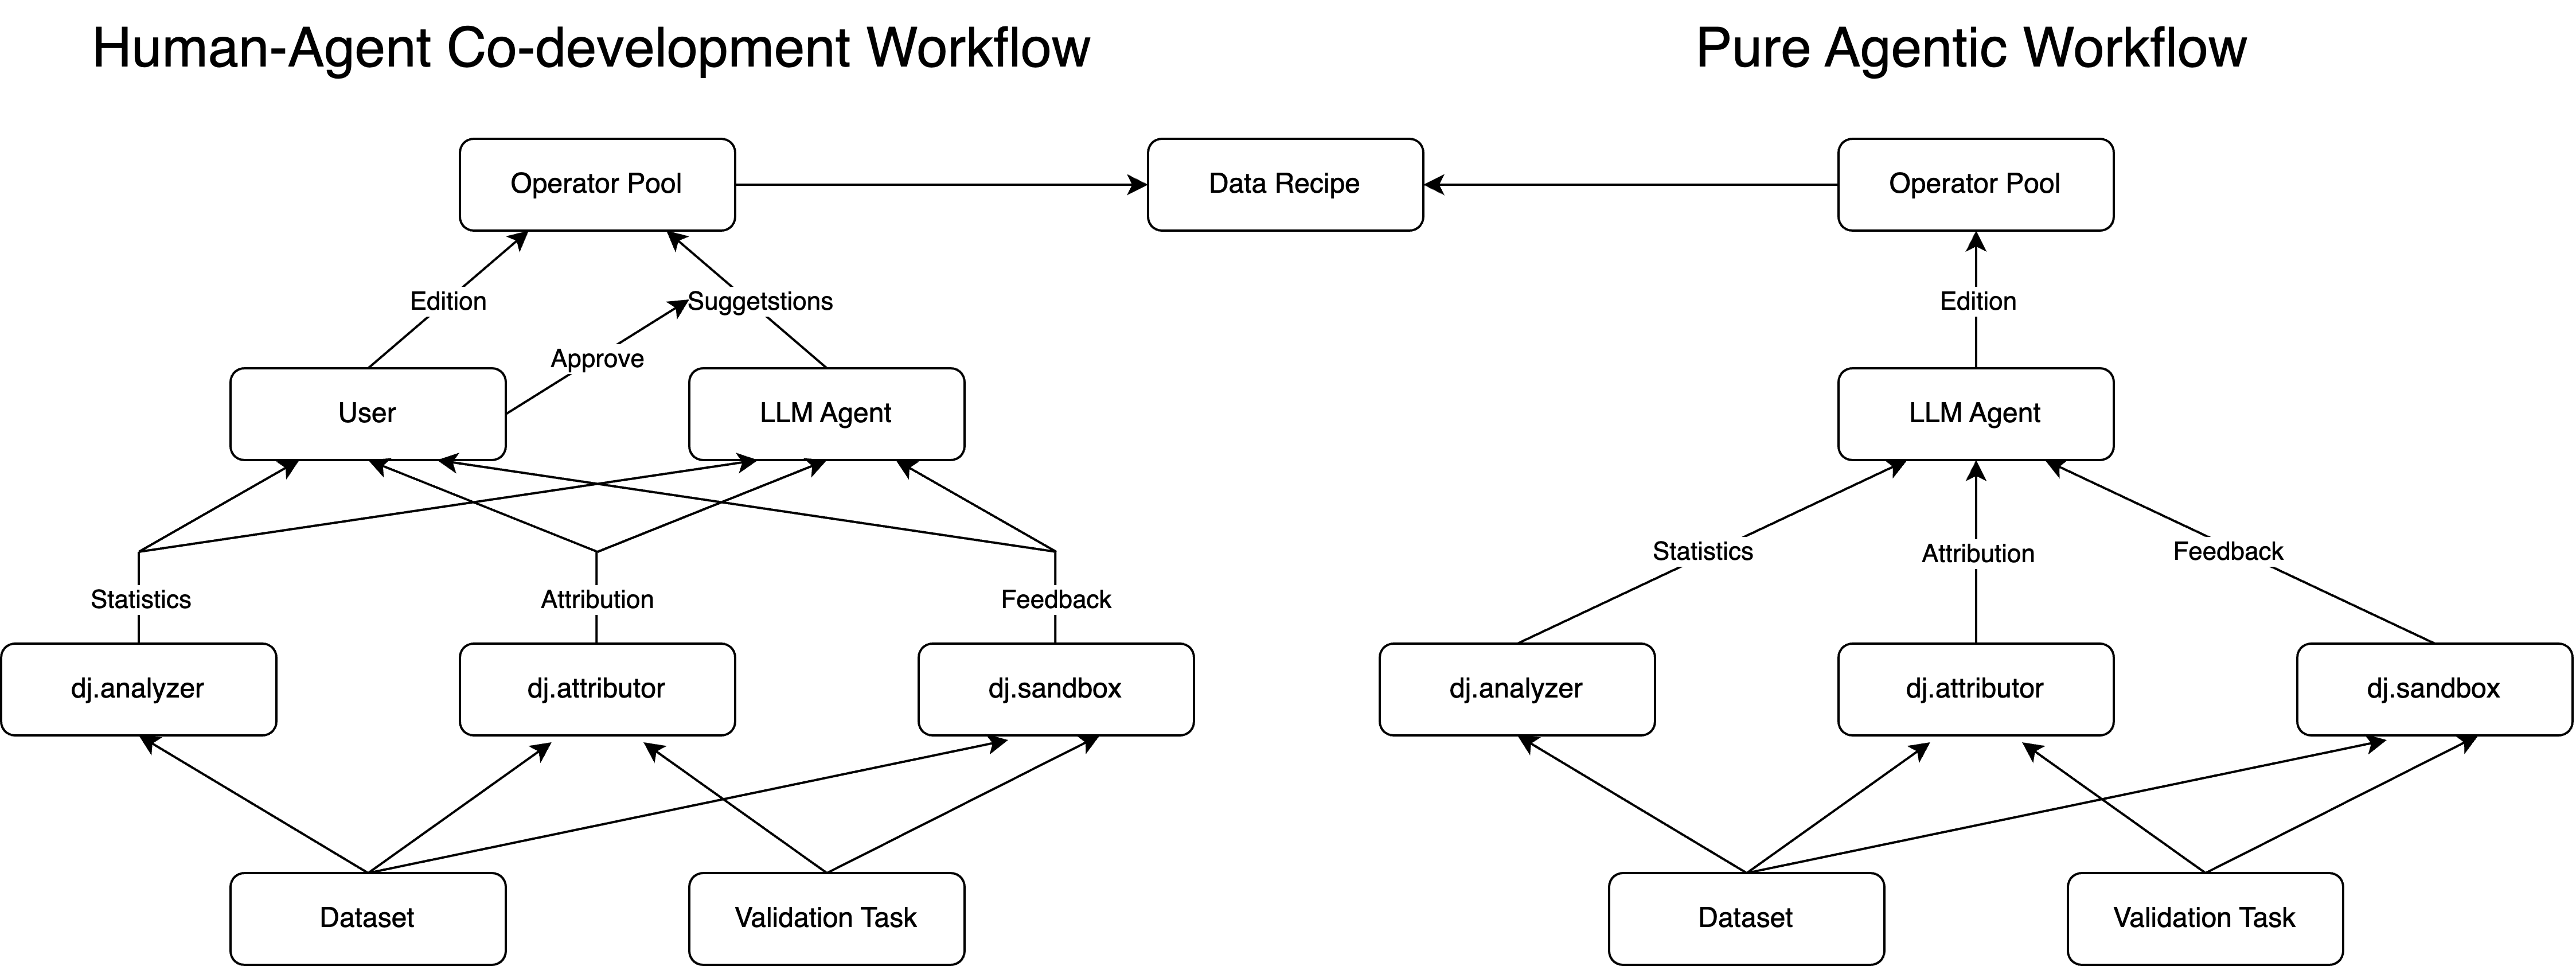 Human-Agent Co-development Workflow
Pure Agentic Workflow
Operator Pool
Data Recipe
Operator Pool
Edition
Suggetstions
Edition
Approve
User
LLM Agent
LLM Agent
Statistics
Attribution
Feedback
Statistics
Attribution
Feedback
dj.analyzer
dj.attributor
dj.sandbox
dj.analyzer
dj.attributor
dj.sandbox
Dataset
Validation Task
Dataset
Validation Task